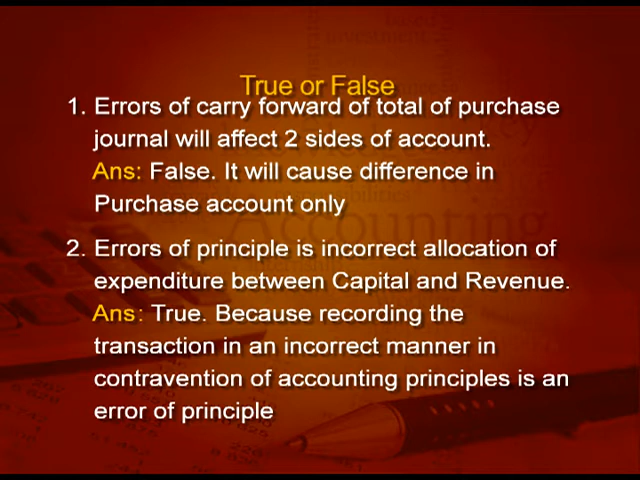 True or False
1. Errors of carry forward of total of purchase
journal will affect 2 sides of account.
Ans: False. It will cause difference in
Purchase account only
2. Errors of principle is incorrect allocation of
expenditure between Capital and Revenue.
Ans: True. Because recording the
transaction in an incorrect manner in
contravention of accounting principles is an
error of principle
Accounting